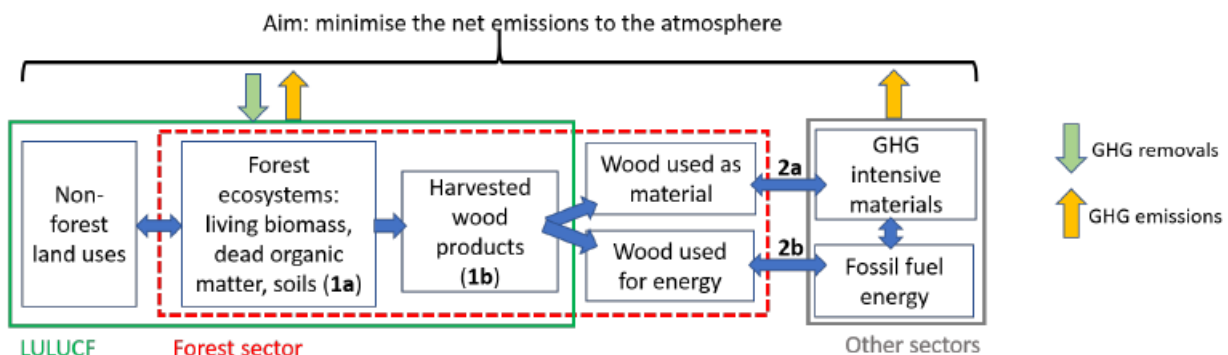 Aim: minimise the net emissions to the atmosphere
Non-
forest
land uses
Forest
ecosystems:
living biomass,
dead organic
matter, soils (1a)
Harvested
wood
products
(1b)
Wood used as
material
Wood used
for energy
2a
2b
GHG
intensive
materials
Fossil fuel
energy
GHG removals
GHG emissions
LULUCF
Forest sector
Other sectors